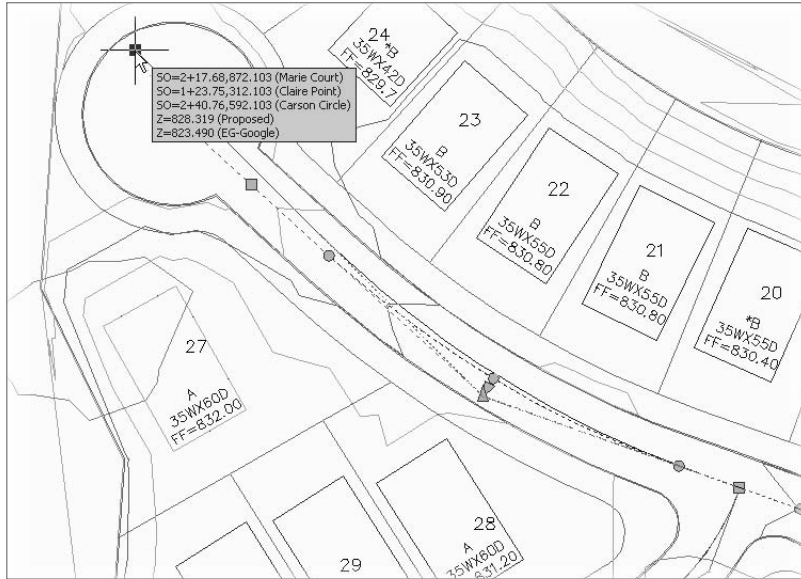 24
*B
35WX42D
FF=829.7
SO=2+17.68,872.103 (Marie Court)
SO=1+23.75,312.103 (Claire Point)
SO=2+40.76,592.103 (Carson Circle)
Z=828.319 (Proposed)
Z=823.490 (EG-Google)
23
B
35WX53D
FF=830.90
22
B
35WX55D
FF=830.80
21
B
35WX55D
FF=830.80
20
*B
35WX55D
FF=830.40
27
A
35WX60D
FF=832.00
28
A
35WX60D
831.20
29